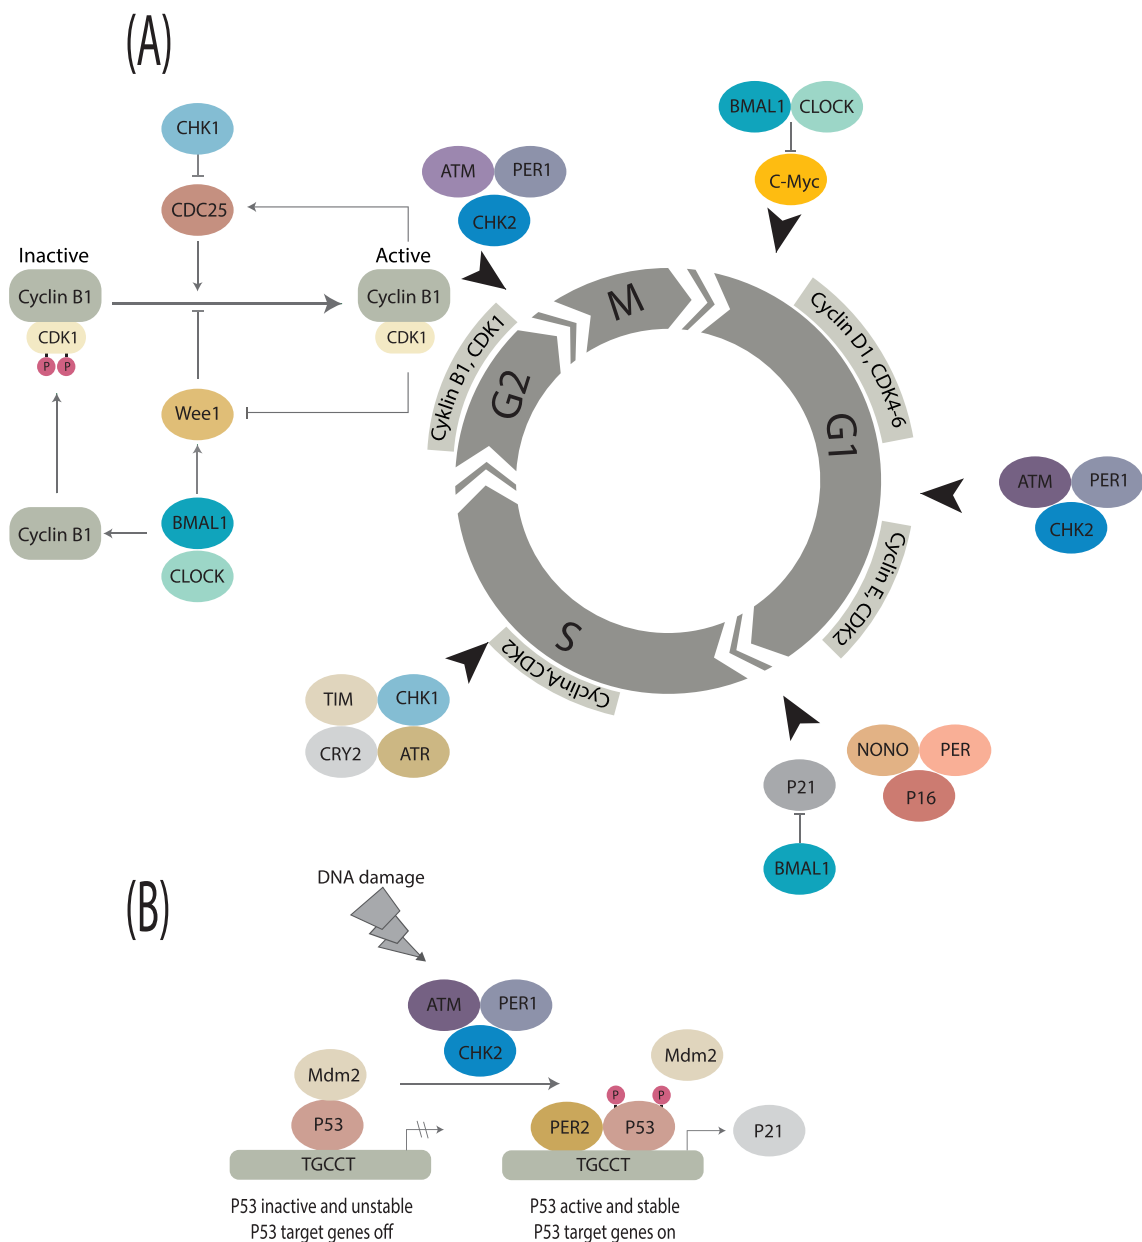 (A)
BMAL1
CLOCK
C-Myc
CHK1
CDC25
ATM
PER1
CHK2
Inactive
Cyclin B1
CDK1
P
P
Active
Cyclin B1
CDK1
Wee1
BMAL1
CLOCK
Cyclin B1
M
G1
S
G2
Cyklin B1, CDK1
Cyclin D1, CDK4-6
Cyclin E, CDK2
CyclinA,CDK2
ATM
PER1
CHK2
TIM
CHK1
CRY2
ATR
P21
BMAL1
NONO
PER
P16
(B)
DNA damage
ATM
PER1
CHK2
Mdm2
P53
TGCCT
P53 inactive and unstable
P53 target genes off
Mdm2
P
P
PER2
P53
TGCCT
P21
P53 active and stable
P53 target genes on